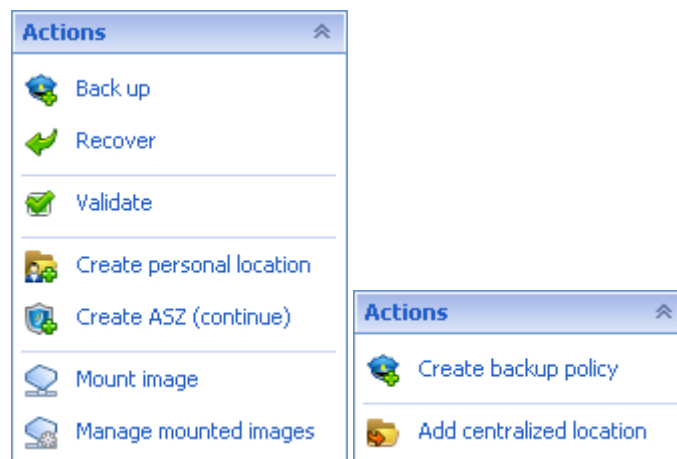 Actions
Back up
Recover
Validate
Create personal location
Create ASZ (continue)
Mount image
Manage mounted images
Actions
Create backup policy
Add centralized location